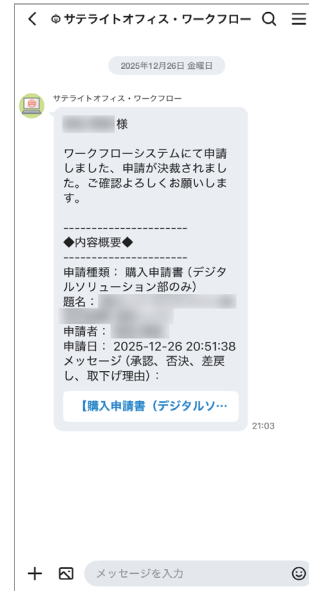 サテライトオフィス・ワークフロー
2025年12月26日 金曜日
サテライトオフィス・ワークフロー
様
ワークフローシステムにて申請
しました、申請が決裁されまし
た。ご確認よろしくお願いしま
す。
----------------------
◆内容概要◆
----------------------
申請種類： 購入申請書（デジタ
ルソリューション部のみ）
題名：
申請者：
申請日： 2025-12-26 20:51:38
メッセージ（承認、否決、差戻
し、取下げ理由）：
【購入申請書（デジタルソ…
21:03
メッセージを入力